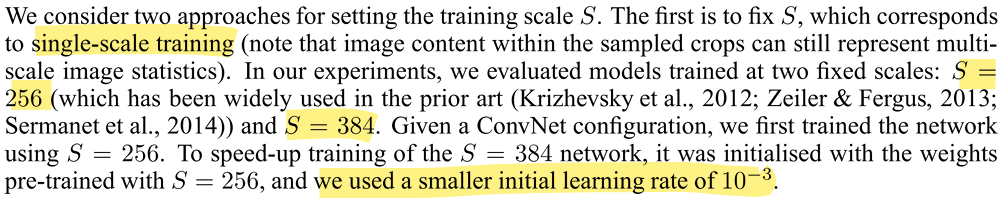 We consider two approaches for setting the training scale S. The first is to fix S, which corresponds
to single-scale training (note that image content within the sampled crops can still represent multi-
scale image statistics). In our experiments, we evaluated models trained at two fixed scales: S =
256 (which has been widely used in the prior art (Krizhevsky et al., 2012; Zeiler & Fergus, 2013;
Sermanet et al., 2014)) and S = 384. Given a ConvNet configuration, we first trained the network
using S = 256. To speed-up training of the S = 384 network, it was initialised with the weights
pre-trained with S = 256, and we used a smaller initial learning rate of 10⁻³.